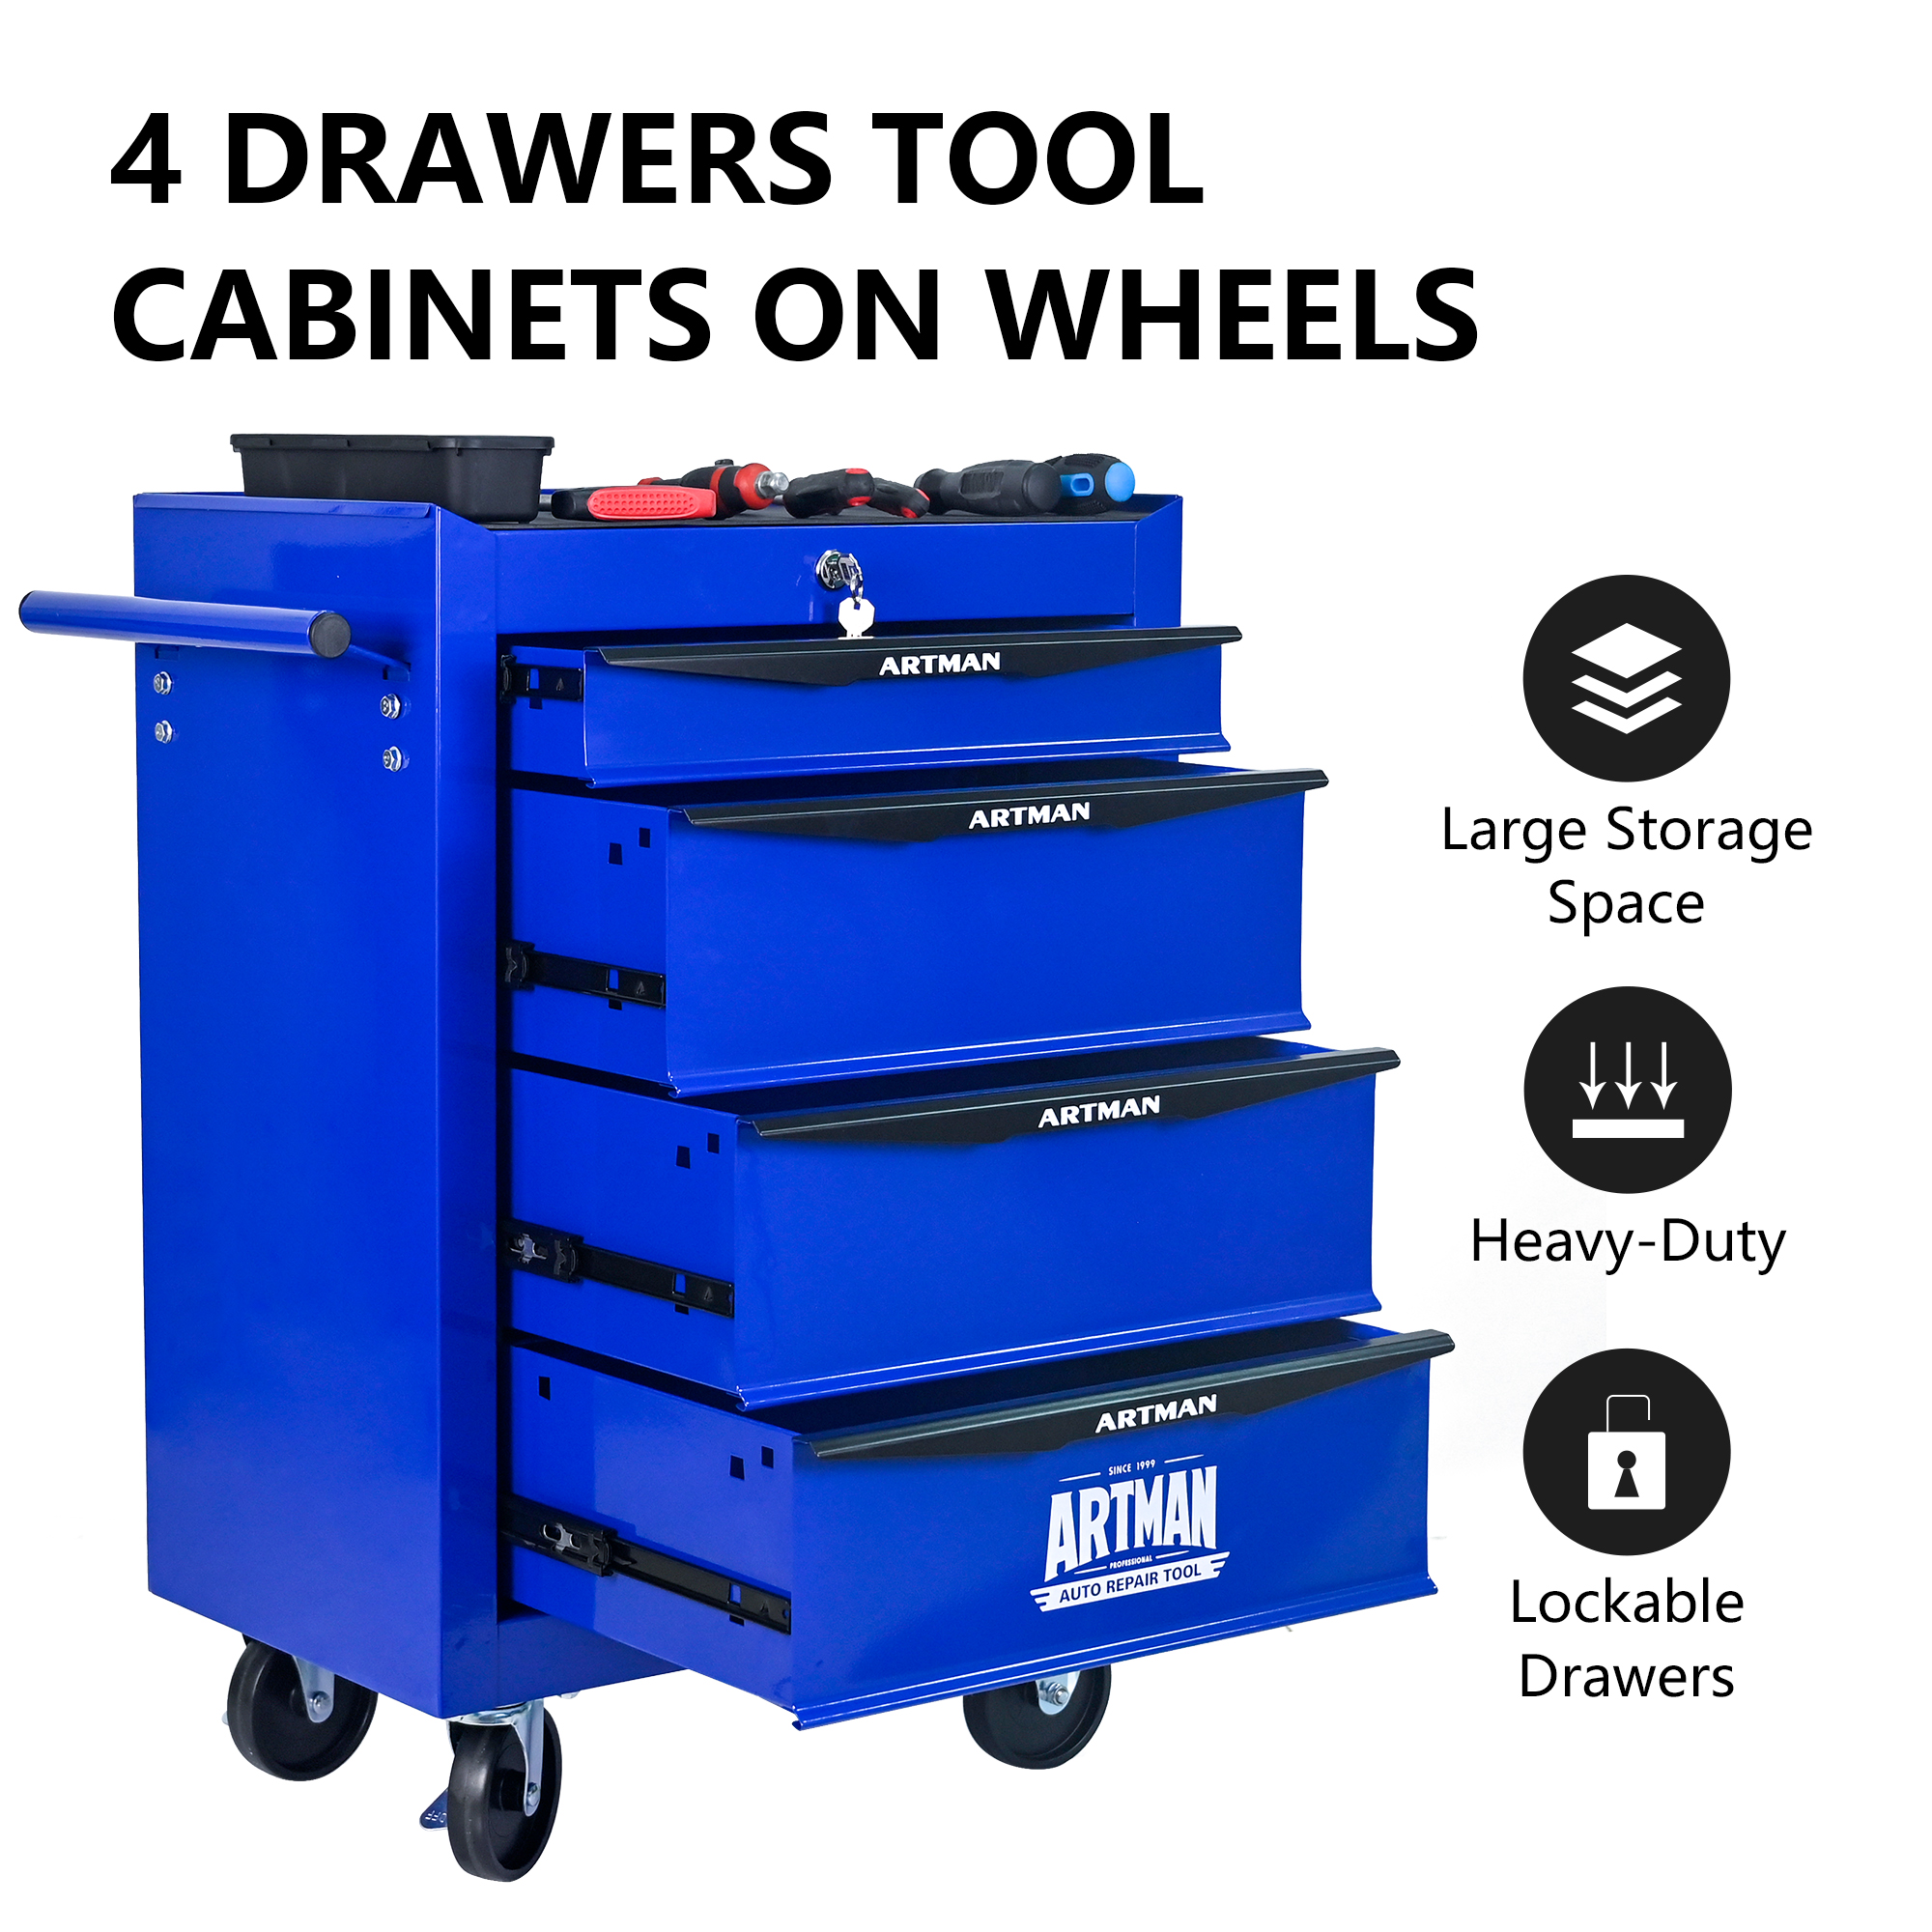 4 DRAWERS TOOL
CABINETS ON WHEELS
ARTMAN
ARTMAN
ARTMAN
ARTMAN
SINCE 1999
ARTMAN
PROFESSIONAL
AUTO REPAIR TOOL
Large Storage
Space
Heavy-Duty
Lockable
Drawers